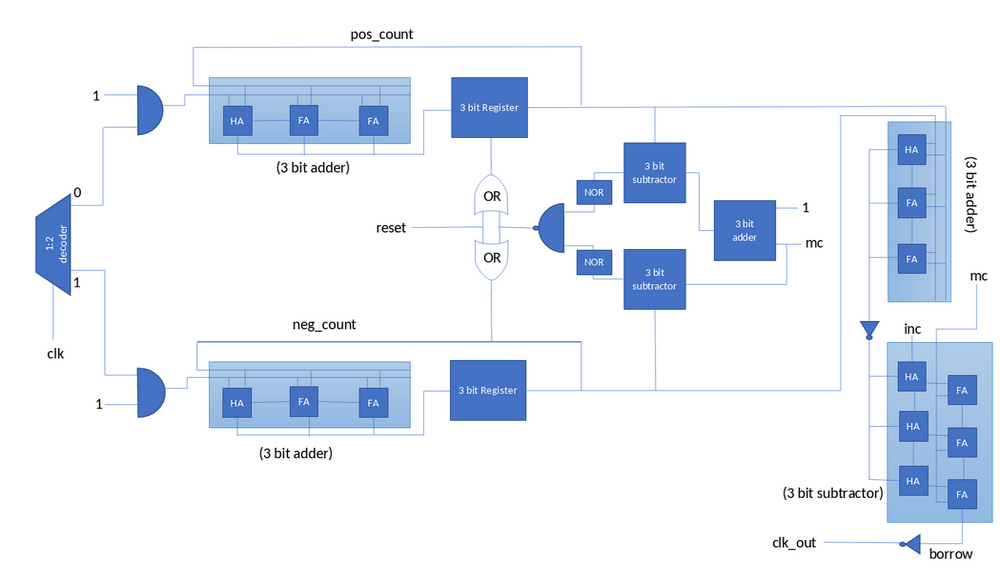 pos_count
1
HA
FA
FA
3 bit Register
(3 bit adder)
0
1:2
decoder
1
clk
reset
OR
OR
NOR
NOR
3 bit
subtractor
3 bit
subtractor
3 bit
adder
1
mc
HA
FA
FA
(3 bit adder)
mc
inc
HA
FA
HA
FA
HA
FA
(3 bit subtractor)
clk_out
borrow
neg_count
1
HA
FA
FA
3 bit Register
(3 bit adder)